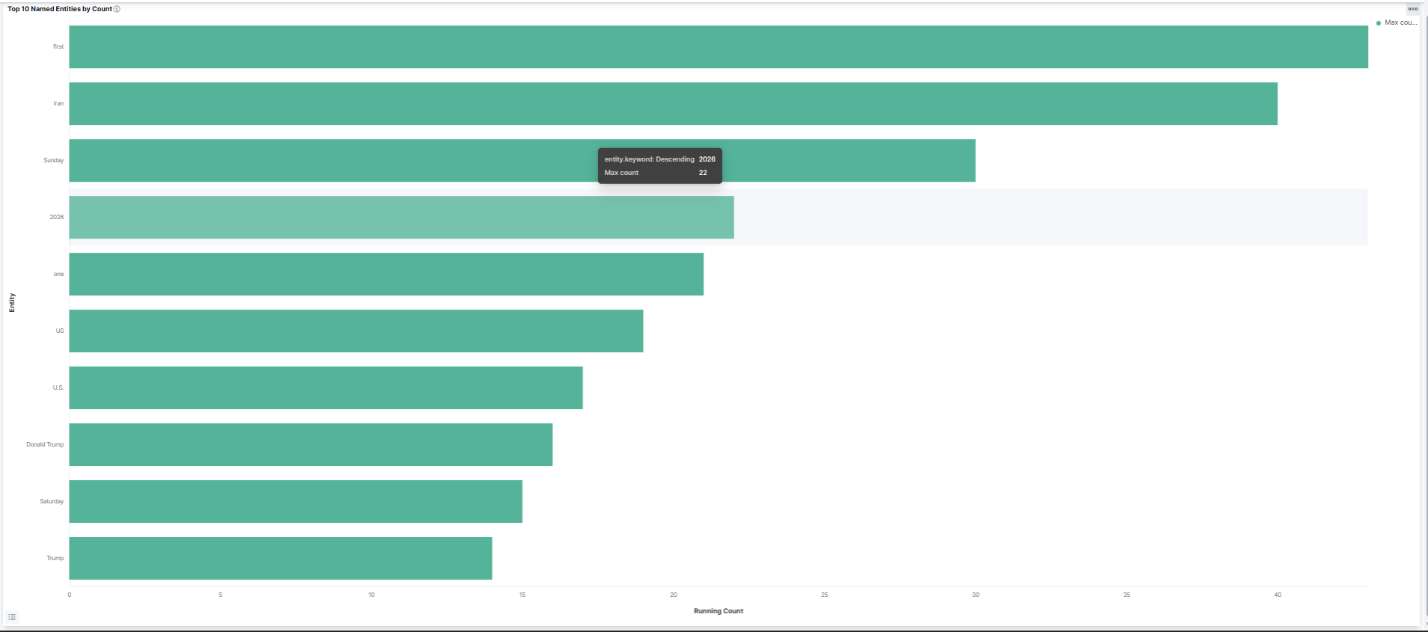 Top 10 Named Entities by Count
Max cou...
first
Iran
Sunday
entity.keyword: Descending 2026
Max count 22
2026
one
US
U.S.
Donald Trump
Saturday
Trump
Entity
0 5 10 15 20 25 30 35 40
Running Count